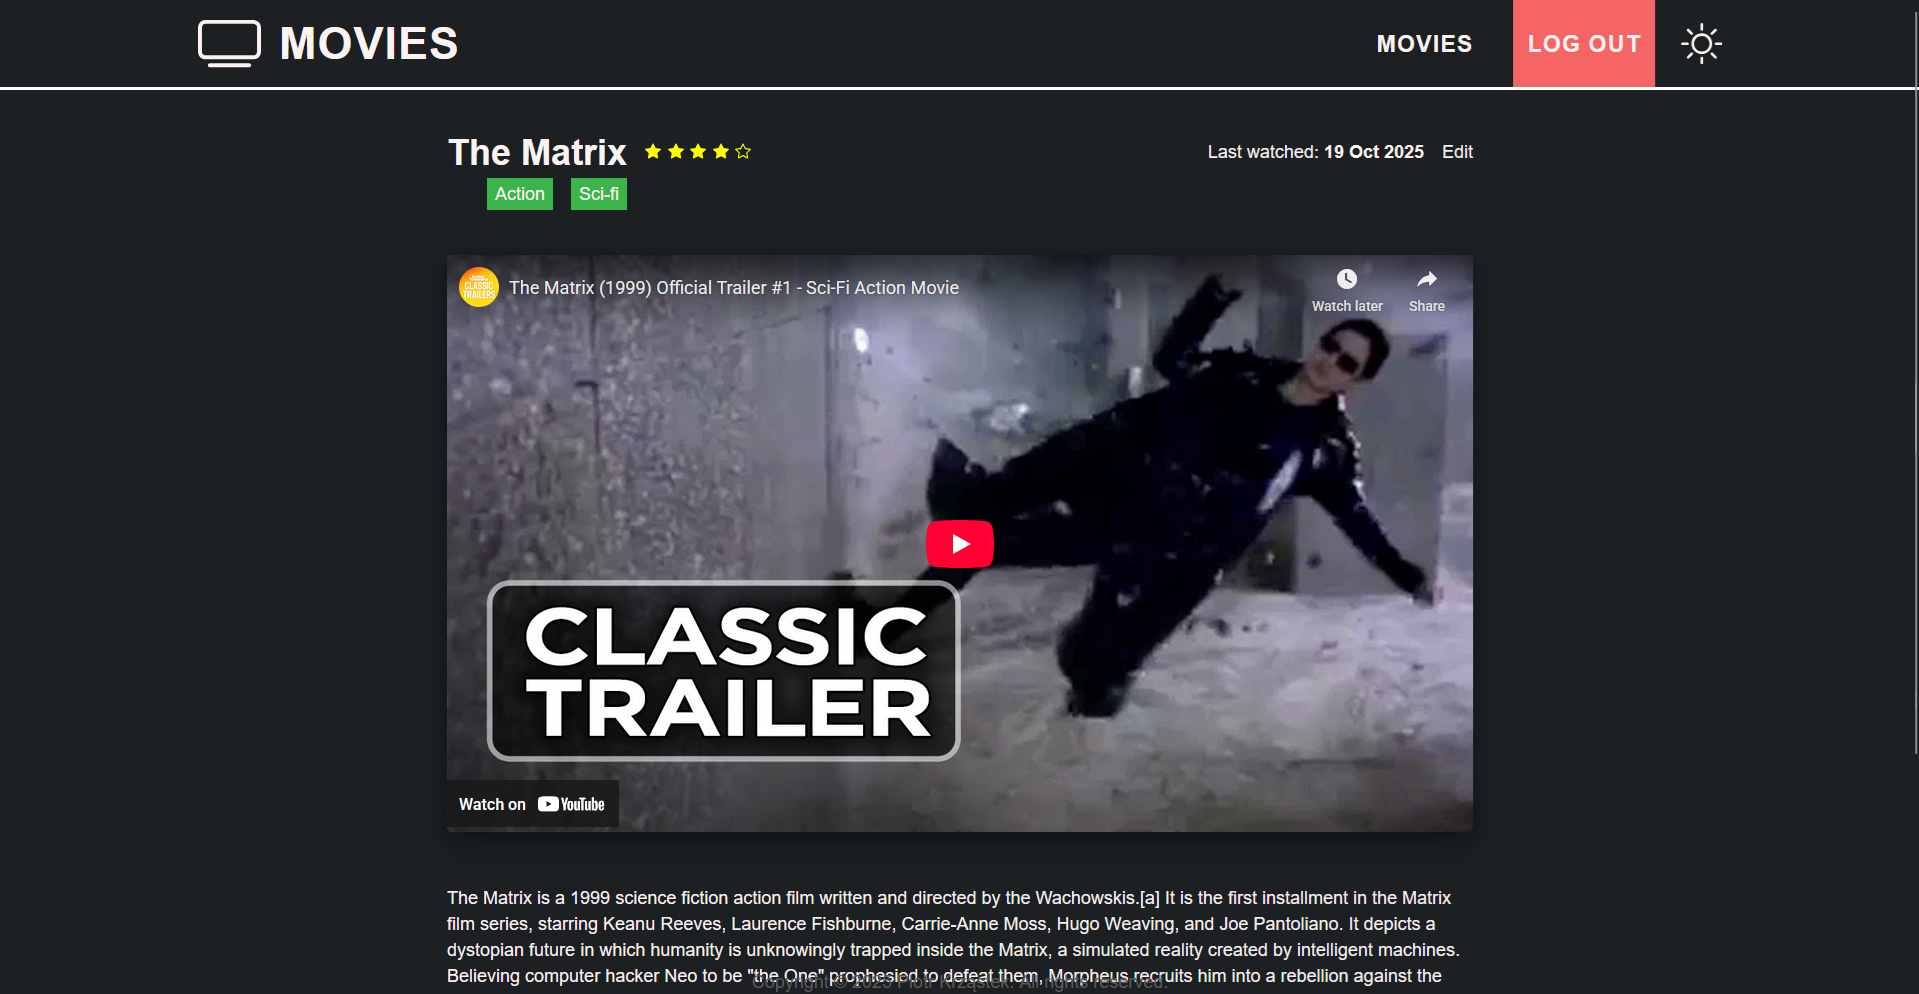 MOVIES
MOVIES
LOG OUT
The Matrix
Last watched: 19 Oct 2025
Edit
Action
Sci-fi
CLASSIC
TRAILERS
The Matrix (1999) Official Trailer #1 - Sci-Fi Action Movie
Watch later
Share
CLASSIC
TRAILER
Watch on YouTube
The Matrix is a 1999 science fiction action film written and directed by the Wachowskis.[a] It is the first installment in the Matrix
film series, starring Keanu Reeves, Laurence Fishburne, Carrie-Anne Moss, Hugo Weaving, and Joe Pantoliano. It depicts a
dystopian future in which humanity is unknowingly trapped inside the Matrix, a simulated reality created by intelligent machines.
Believing computer hacker Neo to be "the One" prophesied to defeat them, Morpheus recruits him into a rebellion against the
Copyright © 2025 Piotr Krząstek. All rights reserved.